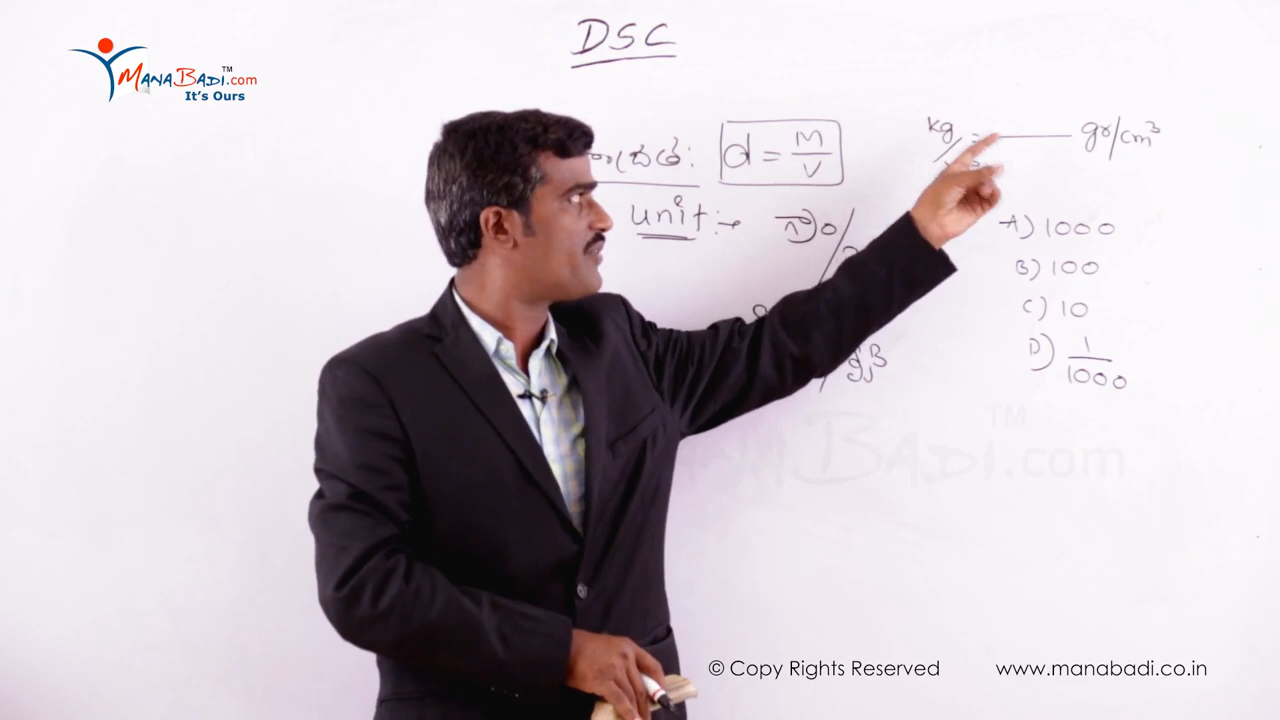 DSC
MANABADI.com
TM
It's Ours
d = M/V
kg/ = ——— gr/cm³
unit :→
A) 1000
B) 100
C) 10
D) 1/1000
© Copy Rights Reserved
www.manabadi.co.in